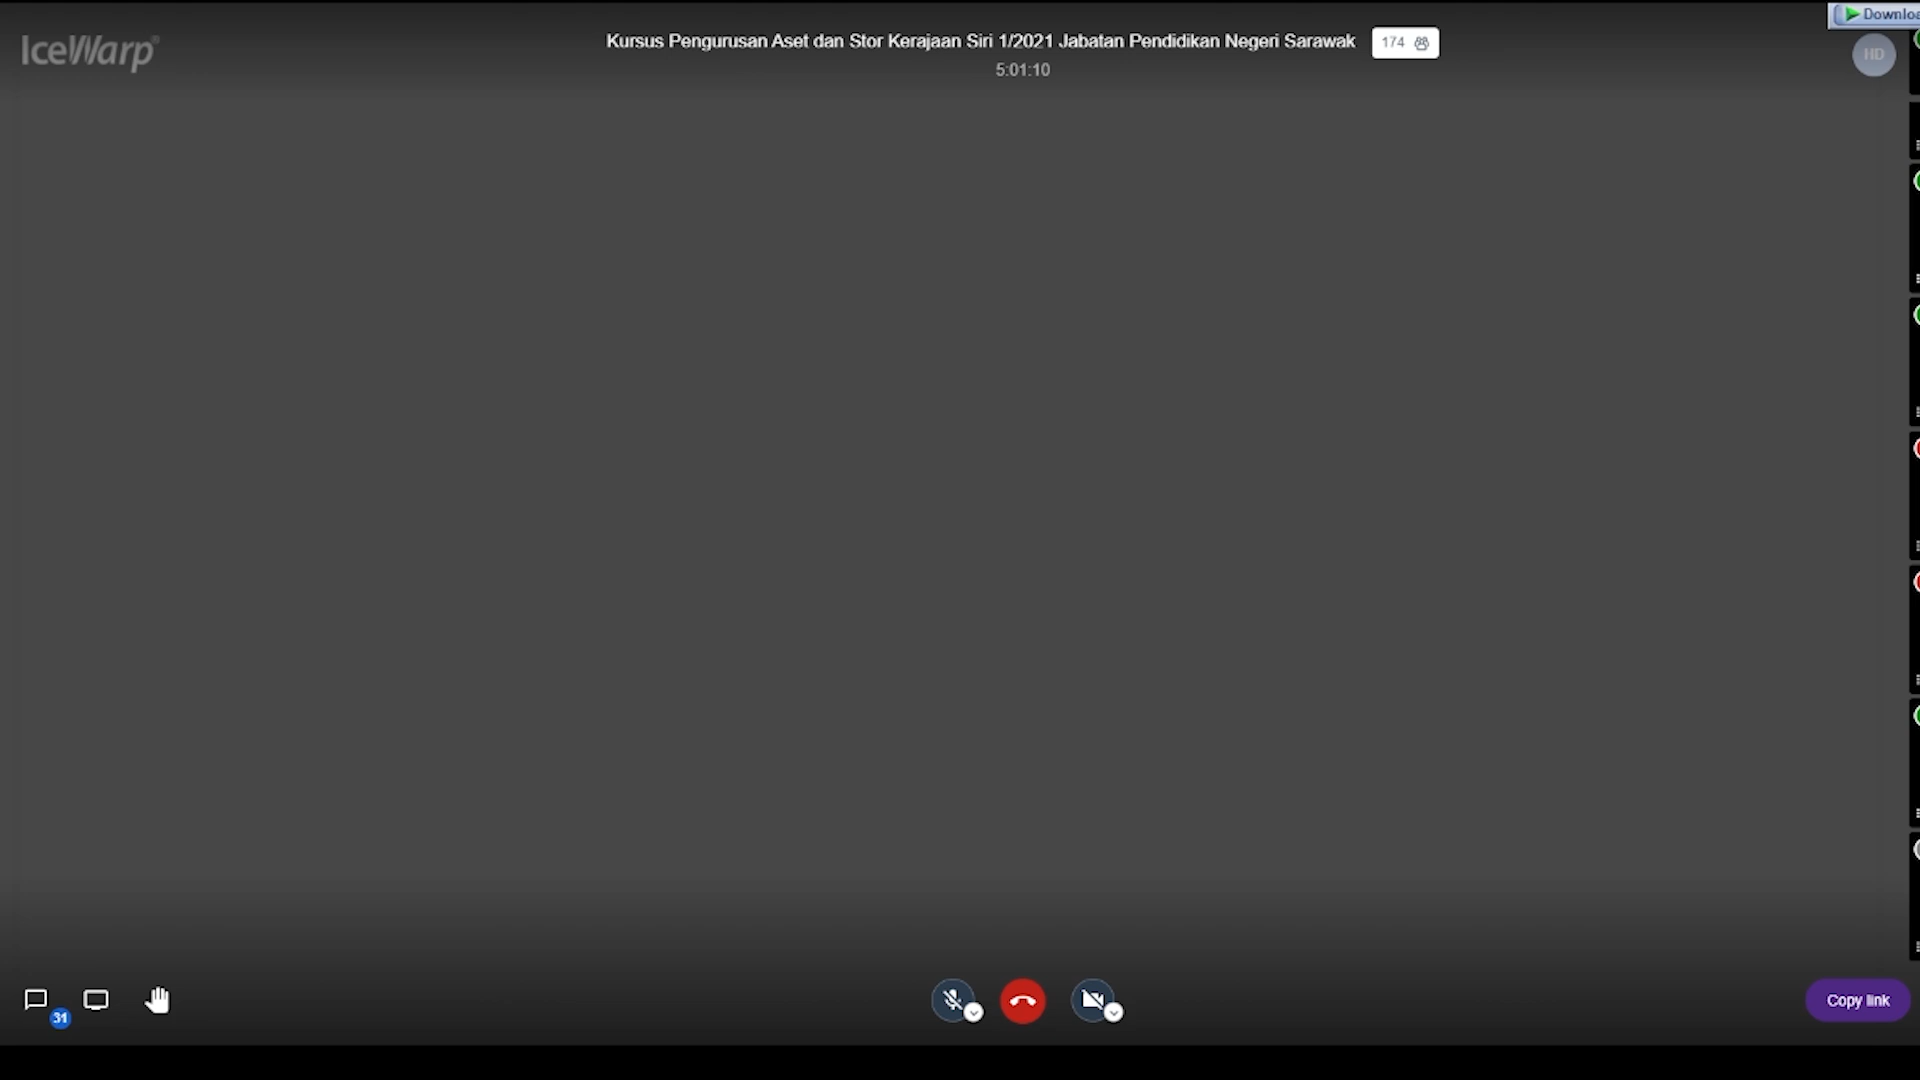 IceWarp®
Kursus Pengurusan Aset dan Stor Kerajaan Siri 1/2021 Jabatan Pendidikan Negeri Sarawak
174
5:01:10
HD
31
Copy link